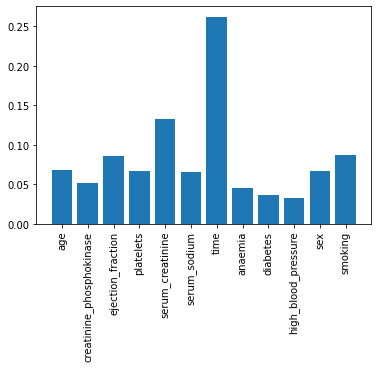 0.25
0.20
0.15
0.10
0.05
0.00
age
creatinine_phosphokinase
ejection_fraction
platelets
serum_creatinine
serum_sodium
time
anaemia
diabetes
high_blood_pressure
sex
smoking